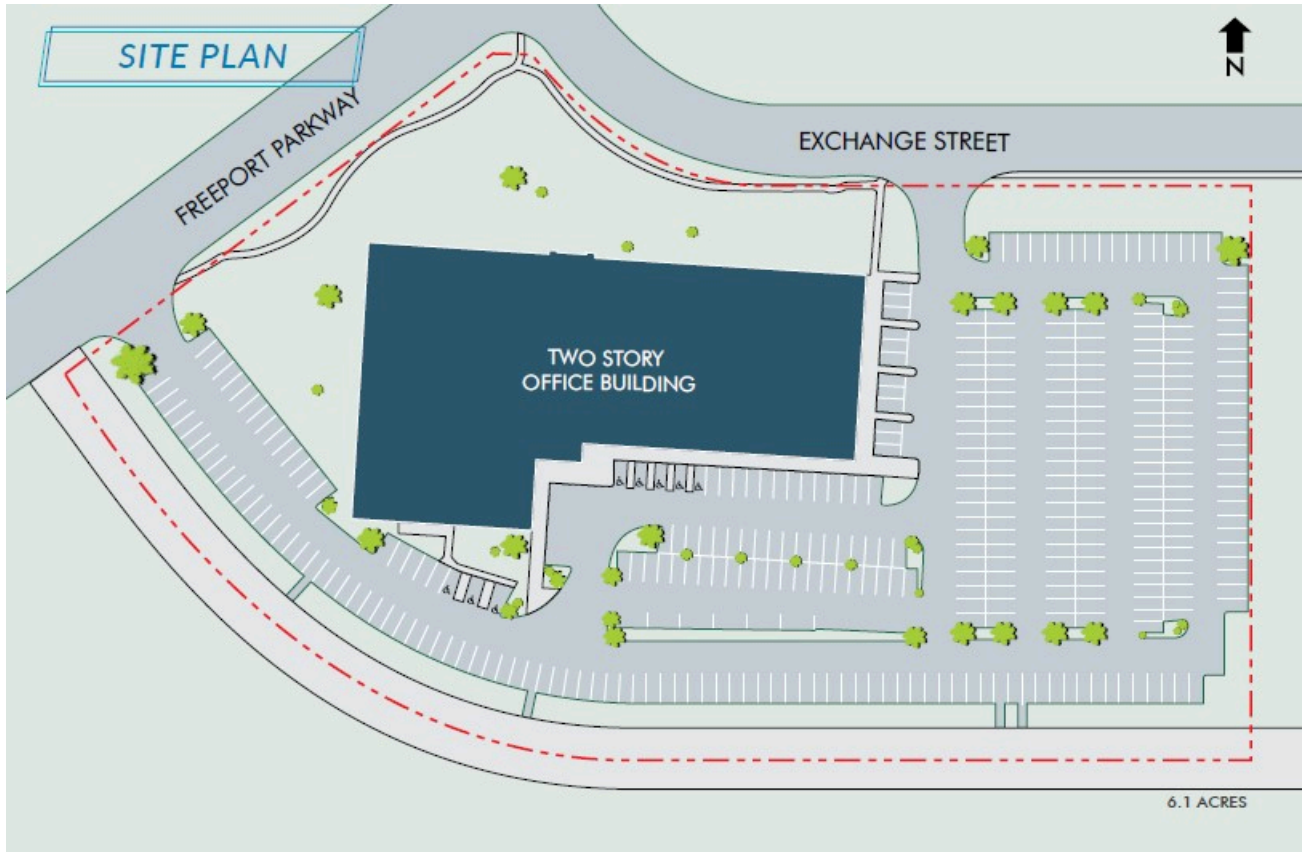 SITE PLAN
N
FREEPORT PARKWAY
EXCHANGE STREET
TWO STORY
OFFICE BUILDING
6.1 ACRES